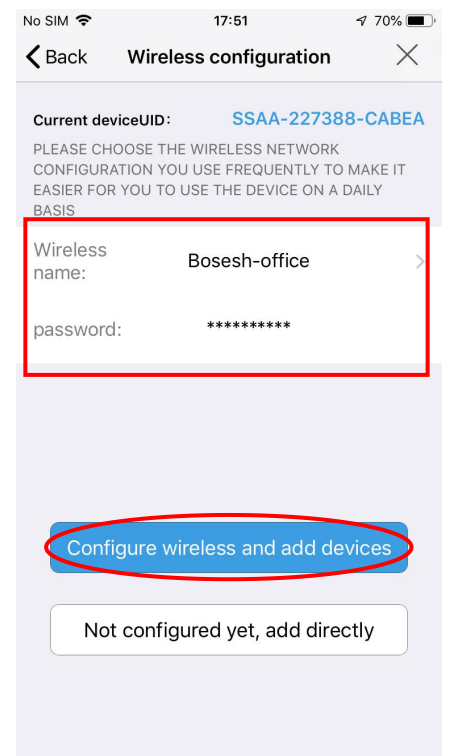 No SIM 17:51 70%
Back Wireless configuration
Current deviceUID: SSAA-227388-CABEA
PLEASE CHOOSE THE WIRELESS NETWORK
CONFIGURATION YOU USE FREQUENTLY TO MAKE IT
EASIER FOR YOU TO USE THE DEVICE ON A DAILY
BASIS
Wireless
name: Bosesh-office
password: **********
Configure wireless and add devices
Not configured yet, add directly